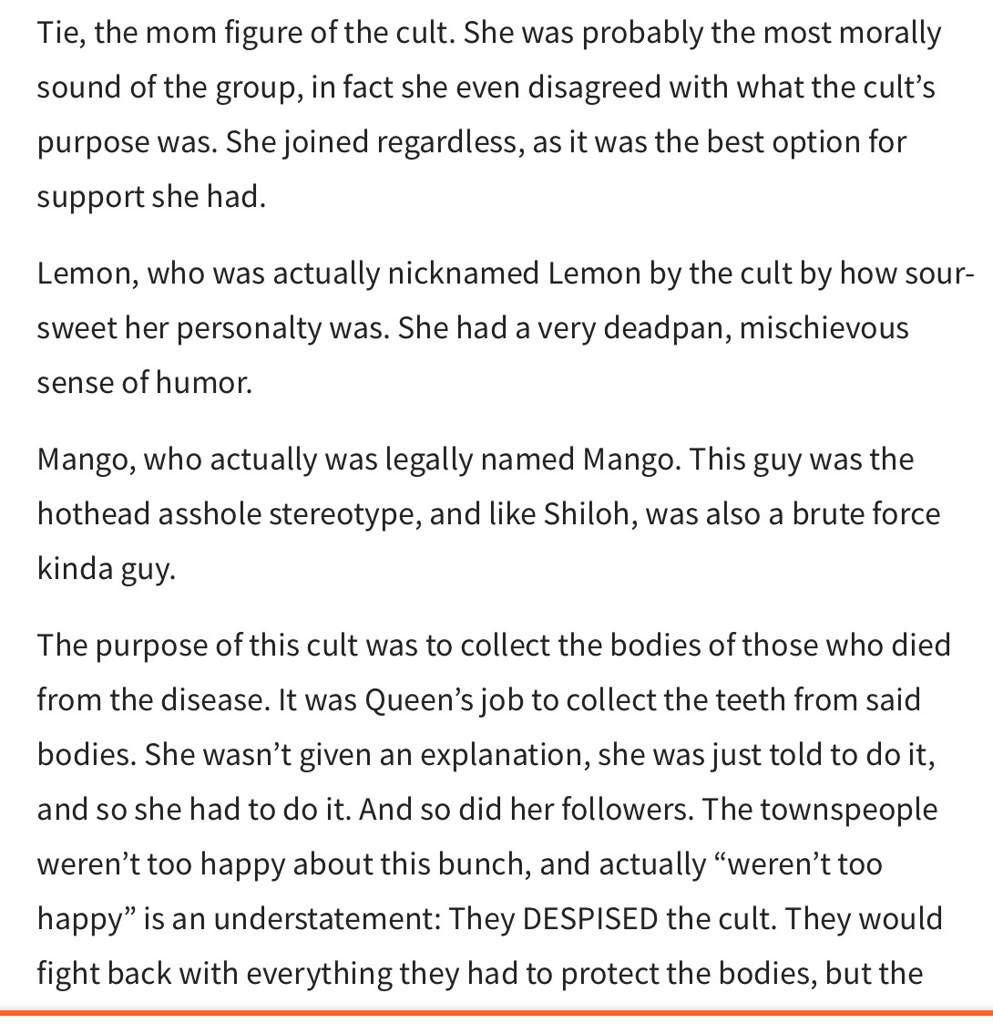 Tie, the mom figure of the cult. She was probably the most morally
sound of the group, in fact she even disagreed with what the cult’s
purpose was. She joined regardless, as it was the best option for
support she had.
Lemon, who was actually nicknamed Lemon by the cult by how sour-
sweet her personalty was. She had a very deadpan, mischievous
sense of humor.
Mango, who actually was legally named Mango. This guy was the
hothead asshole stereotype, and like Shiloh, was also a brute force
kinda guy.
The purpose of this cult was to collect the bodies of those who died
from the disease. It was Queen’s job to collect the teeth from said
bodies. She wasn’t given an explanation, she was just told to do it,
and so she had to do it. And so did her followers. The townspeople
weren’t too happy about this bunch, and actually “weren’t too
happy” is an understatement: They DESPISED the cult. They would
fight back with everything they had to protect the bodies, but the